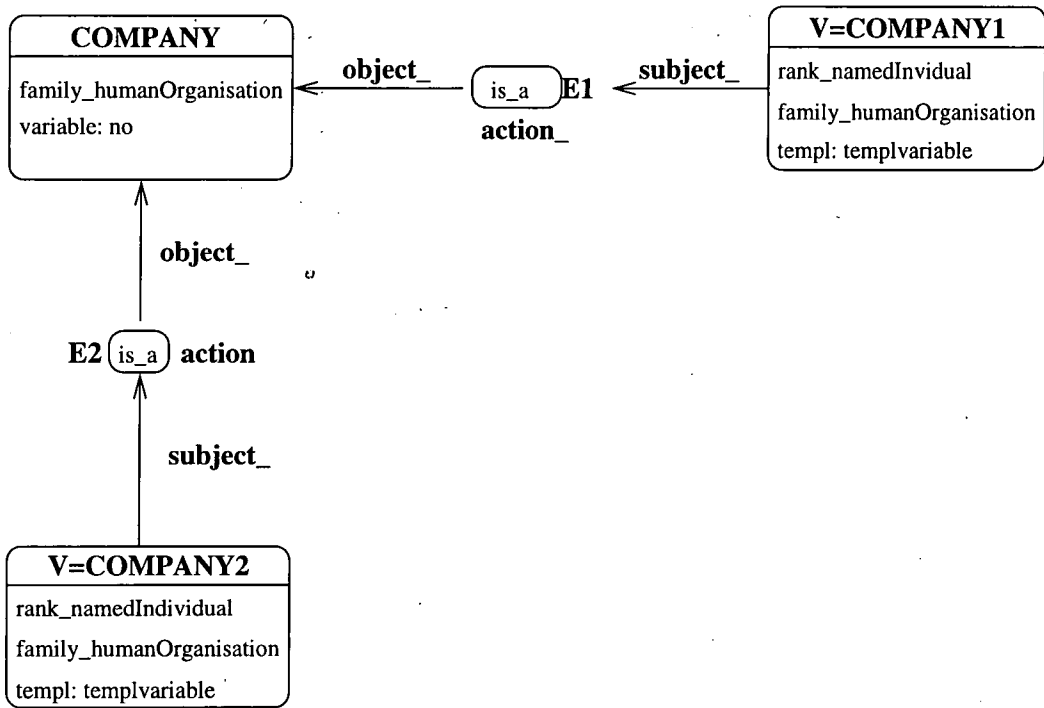 COMPANY
family_humanOrganisation
variable: no
object_
is_a
E1
action_
subject_
V=COMPANY1
rank_namedInvidual
family_humanOrganisation
templ: templvariable
object_
E2
is_a
action
subject_
V=COMPANY2
rank_namedIndividual
family_humanOrganisation
templ: templvariable